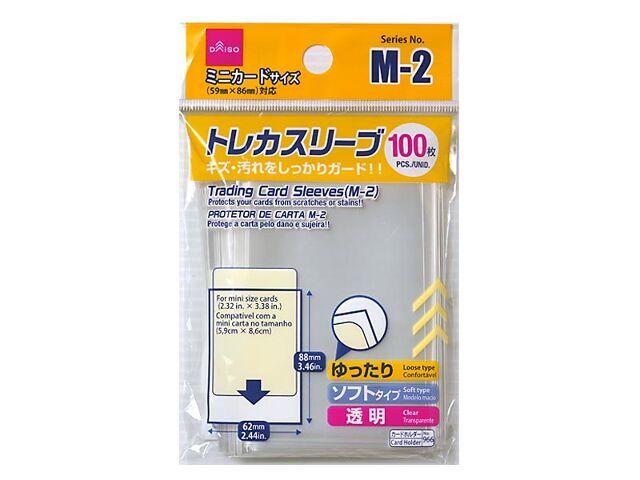 DAISO
Series No.
M-2
ミニカードサイズ
(59mm×86mm)対応
トレカスリーブ
100枚
PCS./UNID.
キズ・汚れをしっかりガード!!
Trading Card Sleeves(M-2)
Protects your cards from scratches or stains!!
PROTETOR DE CARTA M-2
Protege a carta pelo dano e sujeira!!
For mini size cards
(2.32 in. × 3.38 in.)
Compatível com a
mini carta no tamanho
(5,9cm × 8,6cm)
88mm
3.46in.
62mm
2.44in.
ゆったり
Loose type
Confortável
ソフトタイプ
Soft type
Modelo macio
透明
Clear
Transparente
カードホルダー
Card Holder
No.
966